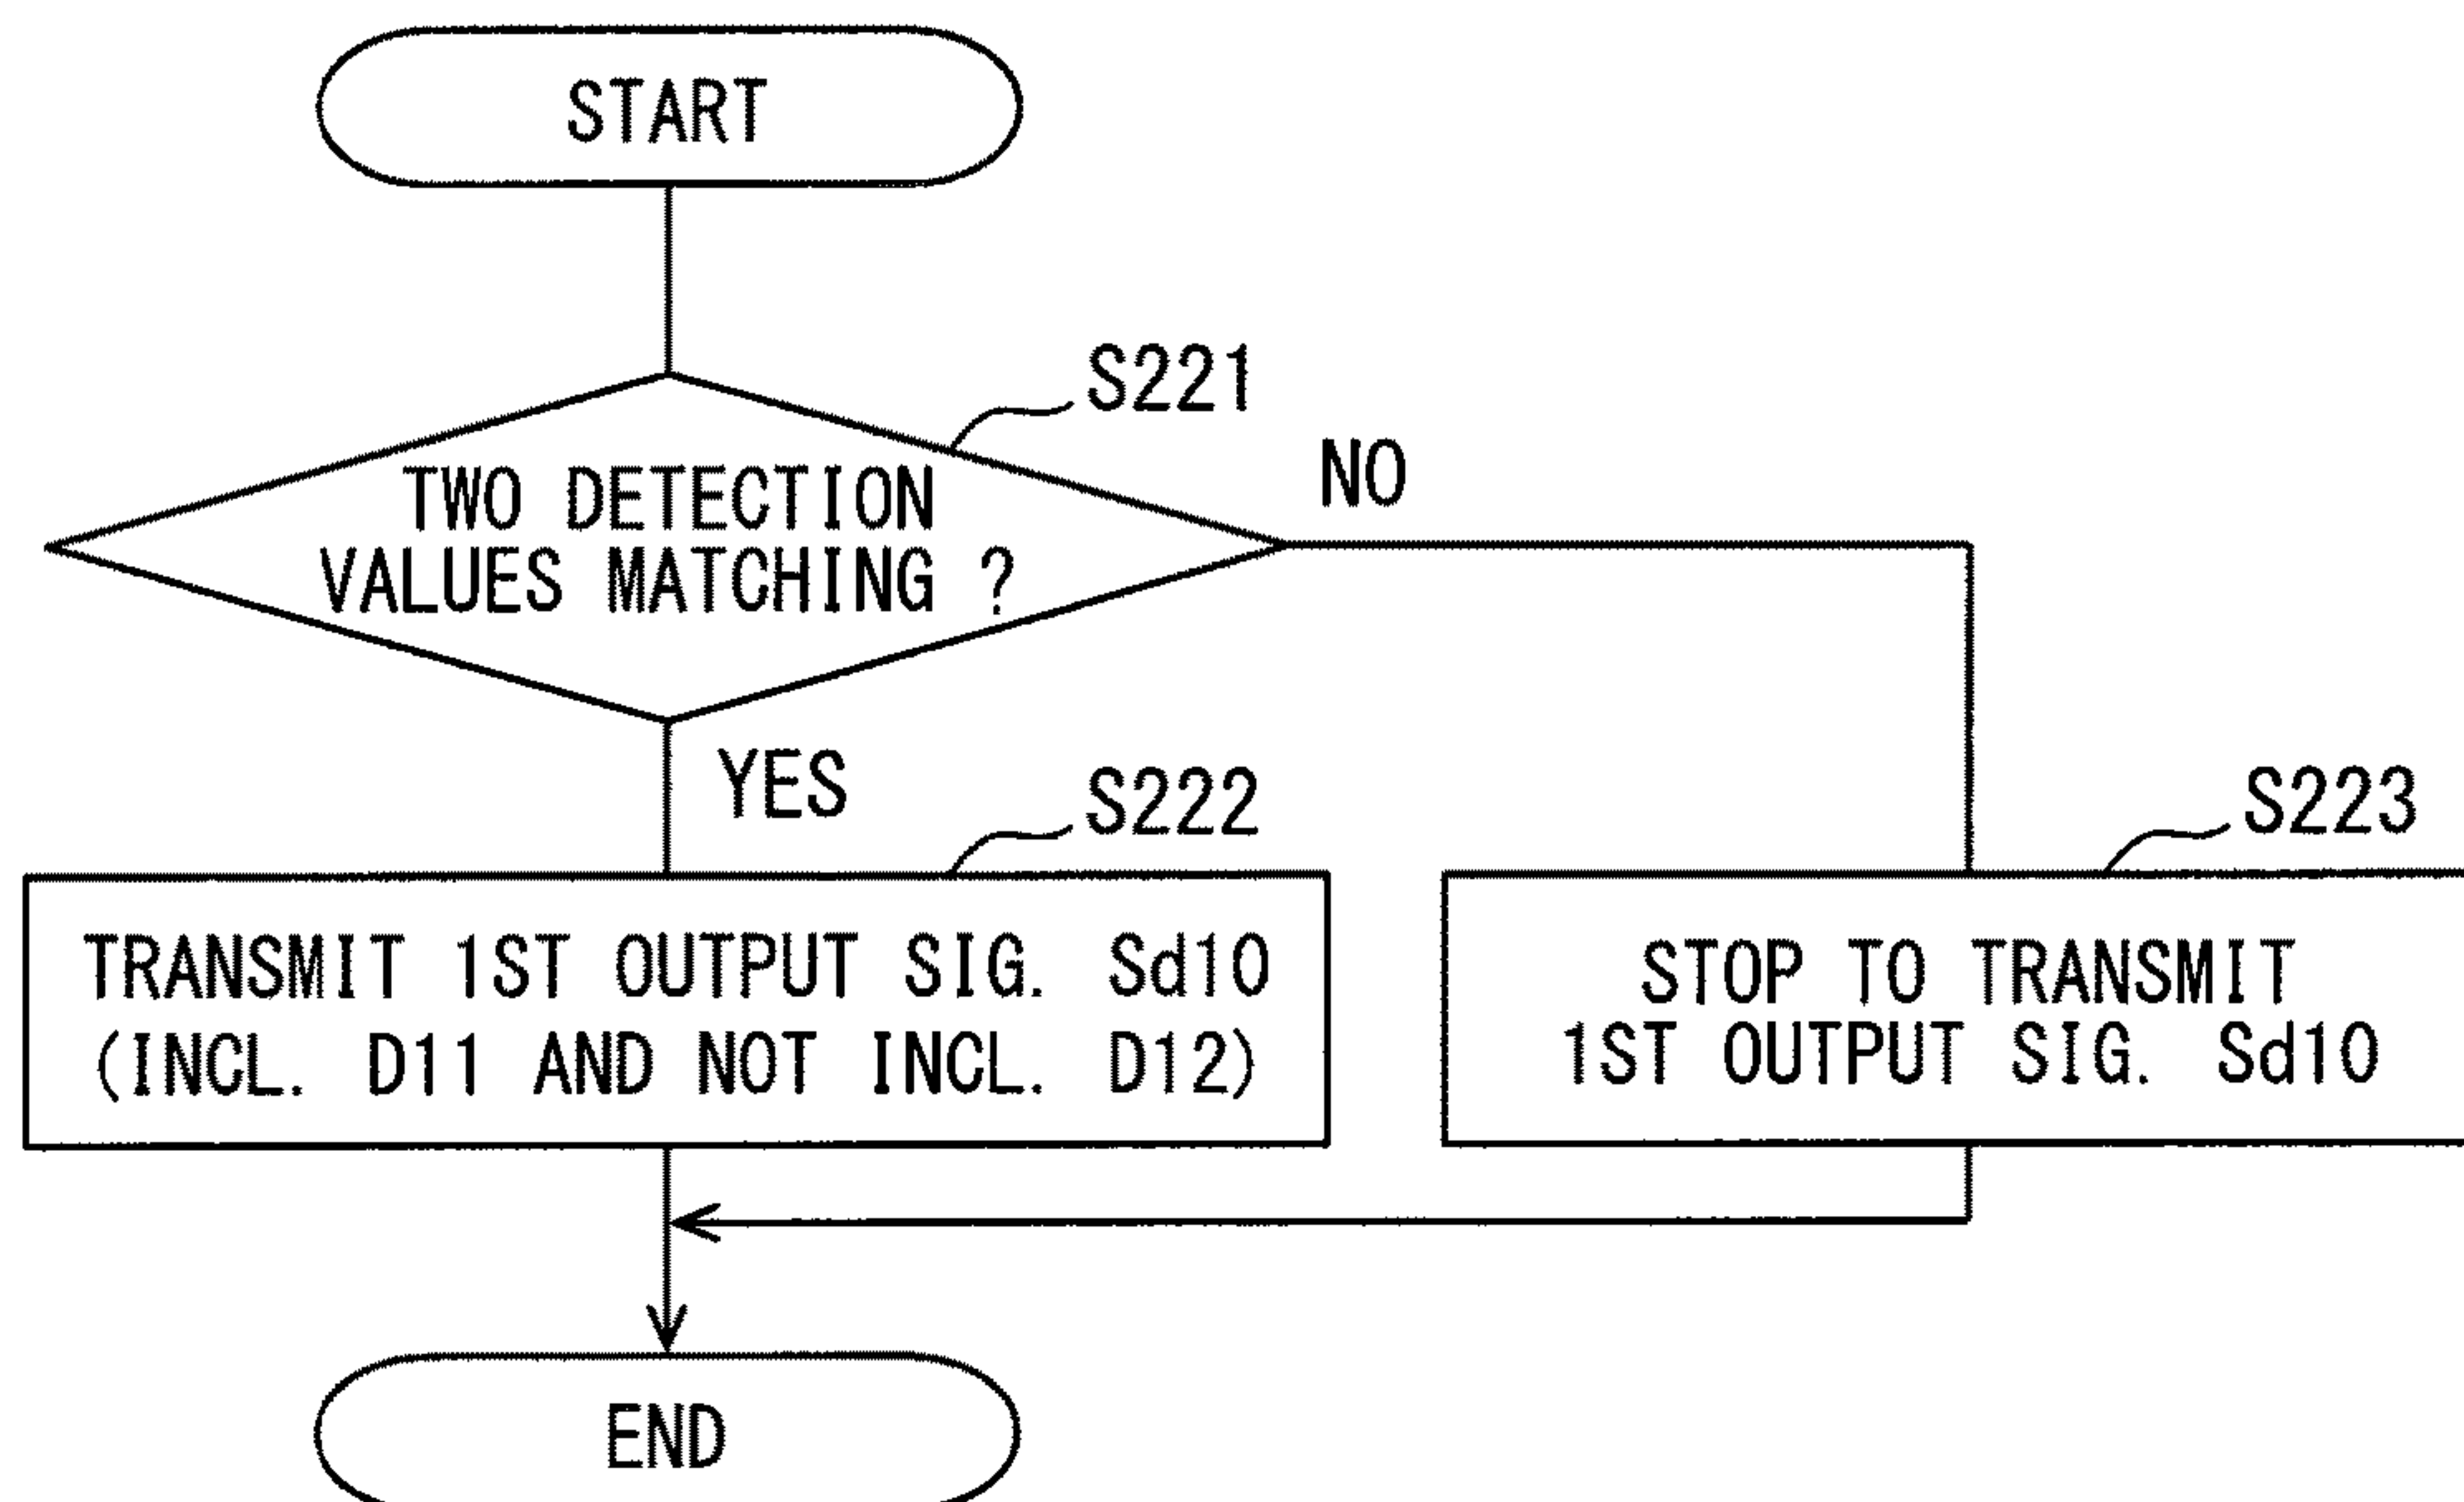 START
S221
NO
TWO DETECTION
VALUES MATCHING ?
YES
S222
S223
TRANSMIT 1ST OUTPUT SIG. Sd10
(INCL. D11 AND NOT INCL. D12)
STOP TO TRANSMIT
1ST OUTPUT SIG. Sd10
END